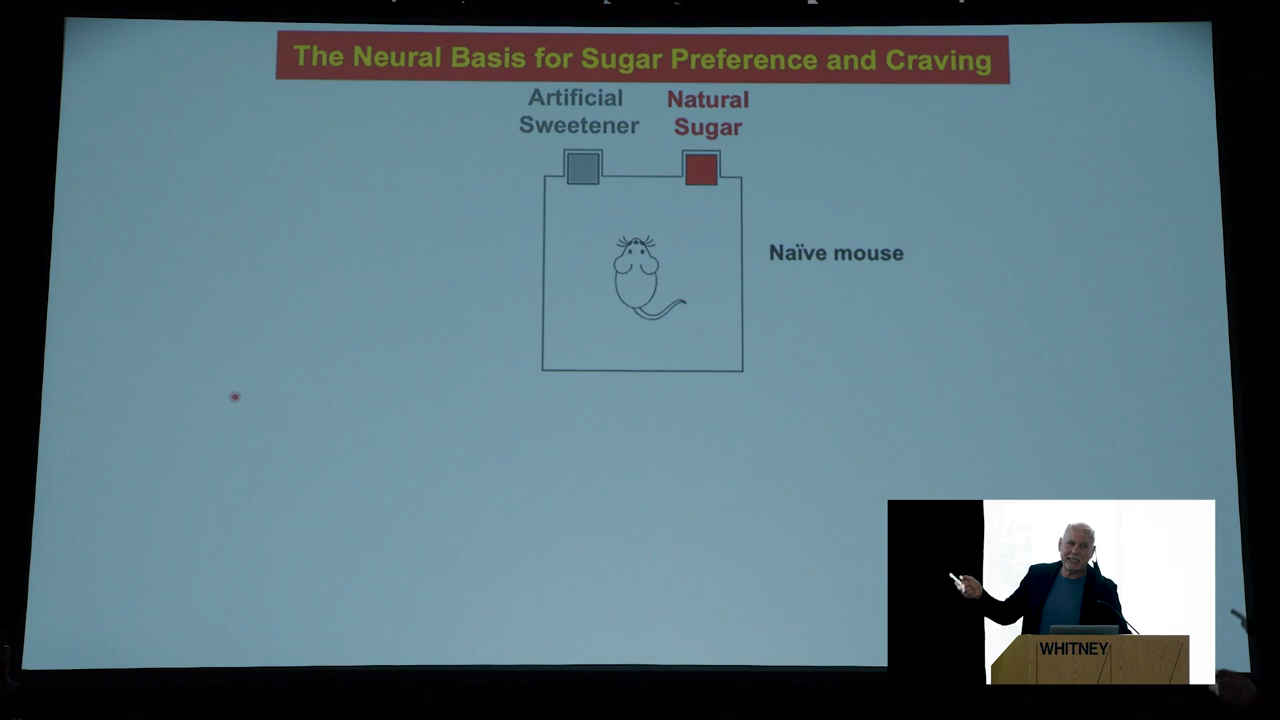 The Neural Basis for Sugar Preference and Craving
Artificial
Sweetener
Natural
Sugar
Naïve mouse
WHITNEY